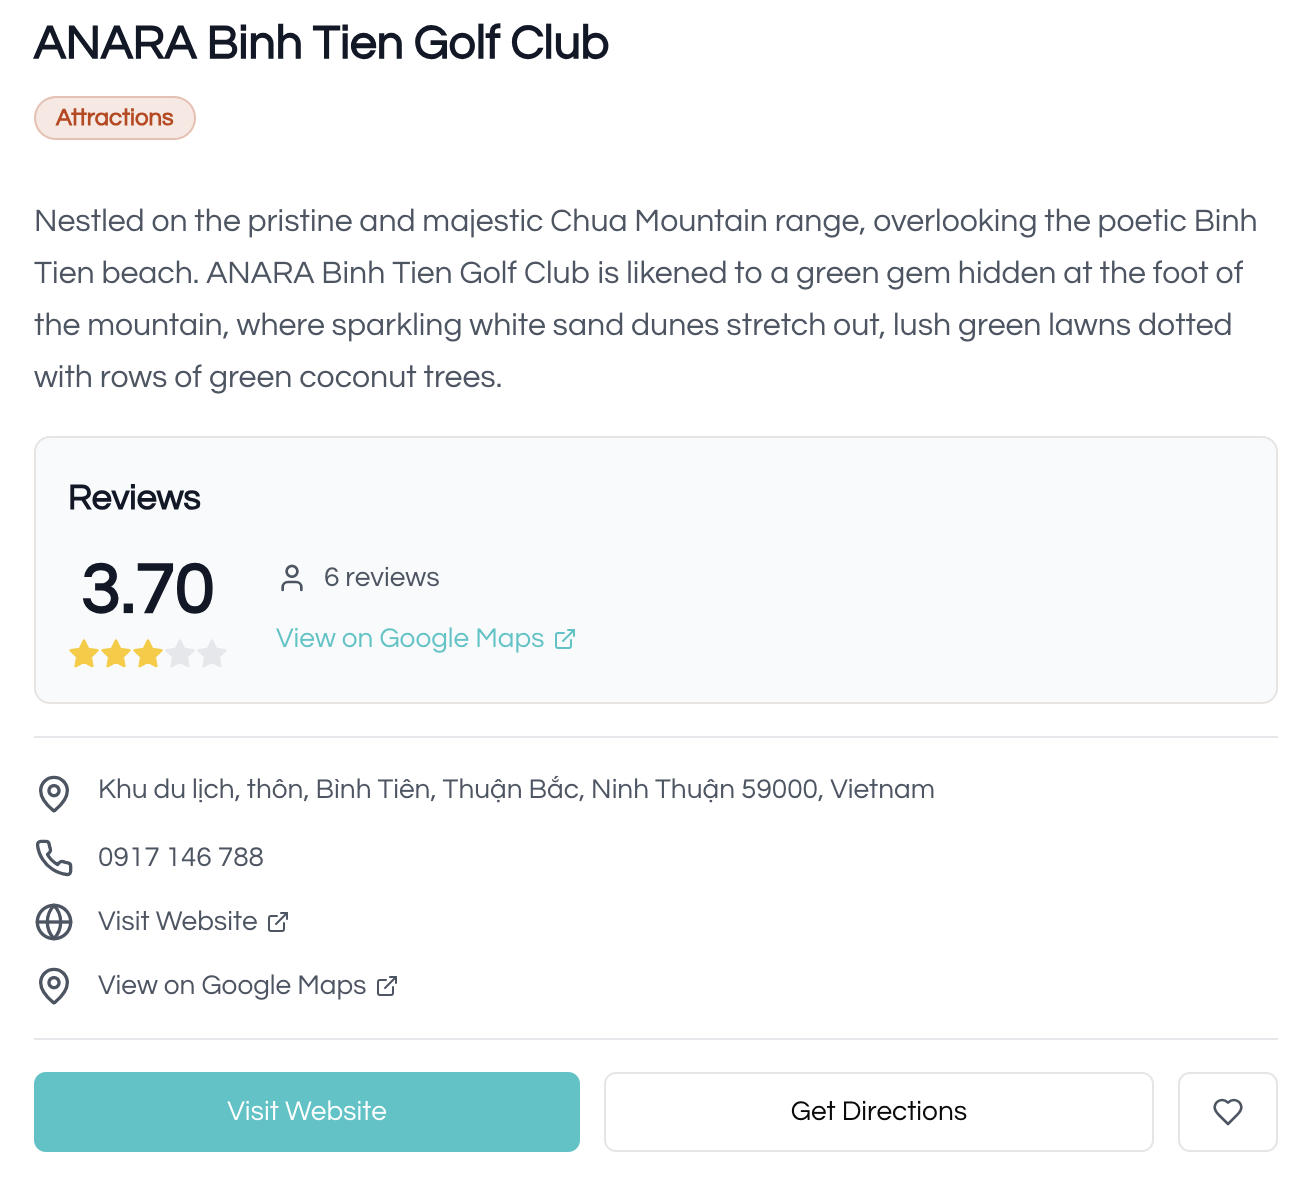 ANARA Binh Tien Golf Club
Attractions
Nestled on the pristine and majestic Chua Mountain range, overlooking the poetic Binh
Tien beach. ANARA Binh Tien Golf Club is likened to a green gem hidden at the foot of
the mountain, where sparkling white sand dunes stretch out, lush green lawns dotted
with rows of green coconut trees.
Reviews
3.70
6 reviews
View on Google Maps
Khu du lịch, thôn, Bình Tiên, Thuận Bắc, Ninh Thuận 59000, Vietnam
0917 146 788
Visit Website
View on Google Maps
Visit Website
Get Directions